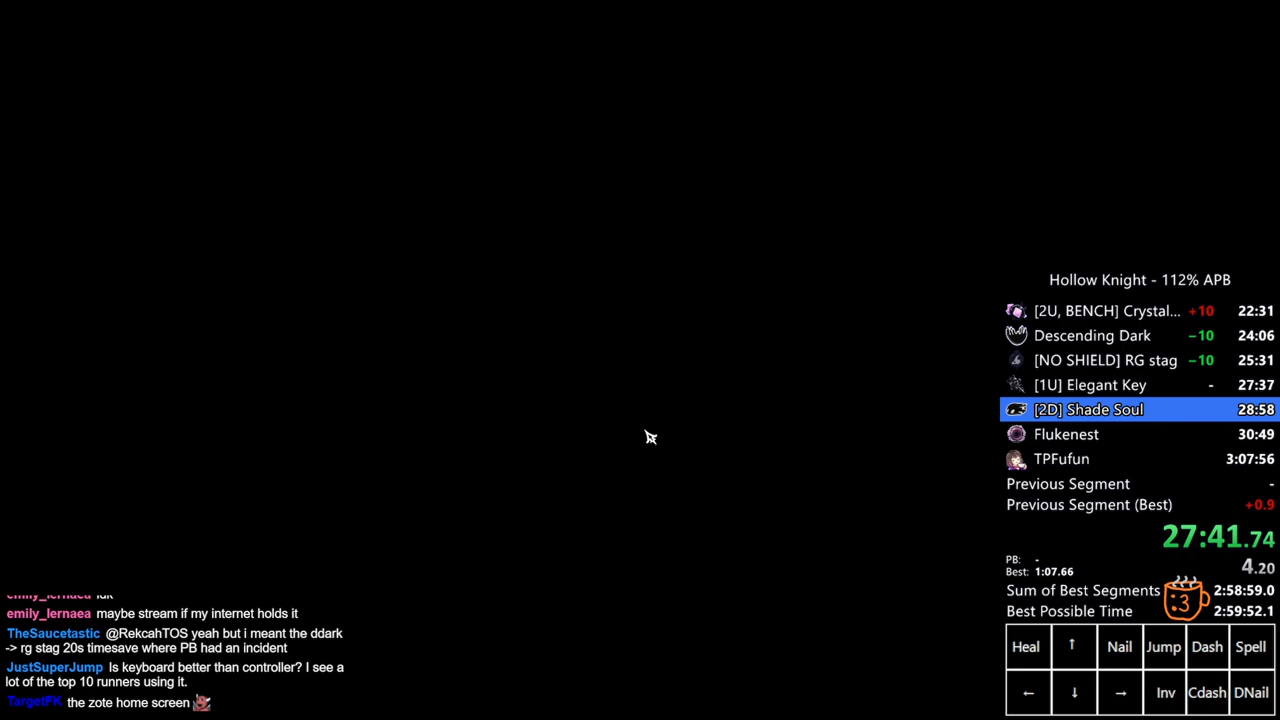 Hollow Knight - 112% APB
[2U, BENCH] Crystal... +10 22:31
Descending Dark -10 24:06
[NO SHIELD] RG stag -10 25:31
[1U] Elegant Key - 27:37
[2D] Shade Soul 28:58
Flukenest 30:49
TPFufun 3:07:56
Previous Segment -
Previous Segment (Best) +0.9
27:41.74
PB: -
Best: 1:07.66
4.20
Sum of Best Segments 2:58:59.0
Best Possible Time 2:59:52.1
:3
Heal ↑ Nail Jump Dash Spell
← ↓ → Inv Cdash DNail
emily_lernaea idk
emily_lernaea maybe stream if my internet holds it
TheSaucetastic @RekcahTOS yeah but i meant the ddark
-> rg stag 20s timesave where PB had an incident
JustSuperJump Is keyboard better than controller? I see a
lot of the top 10 runners using it.
TargetFK the zote home screen